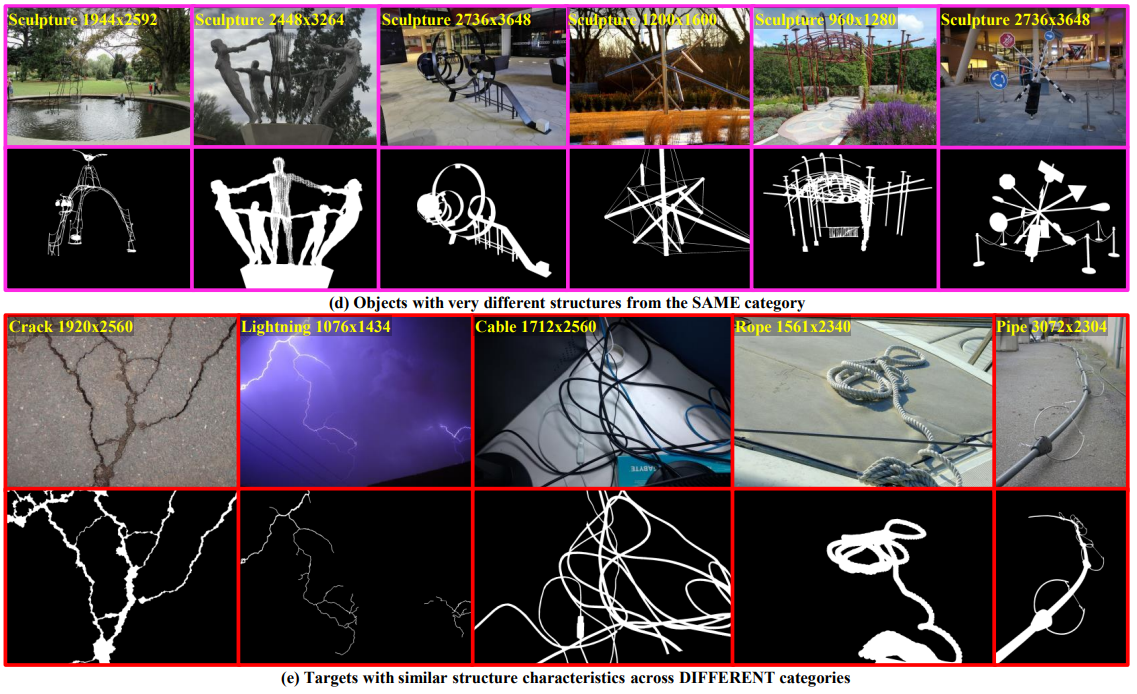 Sculpture 1944x2592
Sculpture 2448x3264
Sculpture 2736x3648
Sculpture 1200x1600
Sculpture 960x1280
Sculpture 2736x3648
(d) Objects with very different structures from the SAME category
Crack 1920x2560
Lightning 1076x1434
Cable 1712x2560
Rope 1561x2340
Pipe 3072x2304
GIGABYTE
(e) Targets with similar structure characteristics across DIFFERENT categories